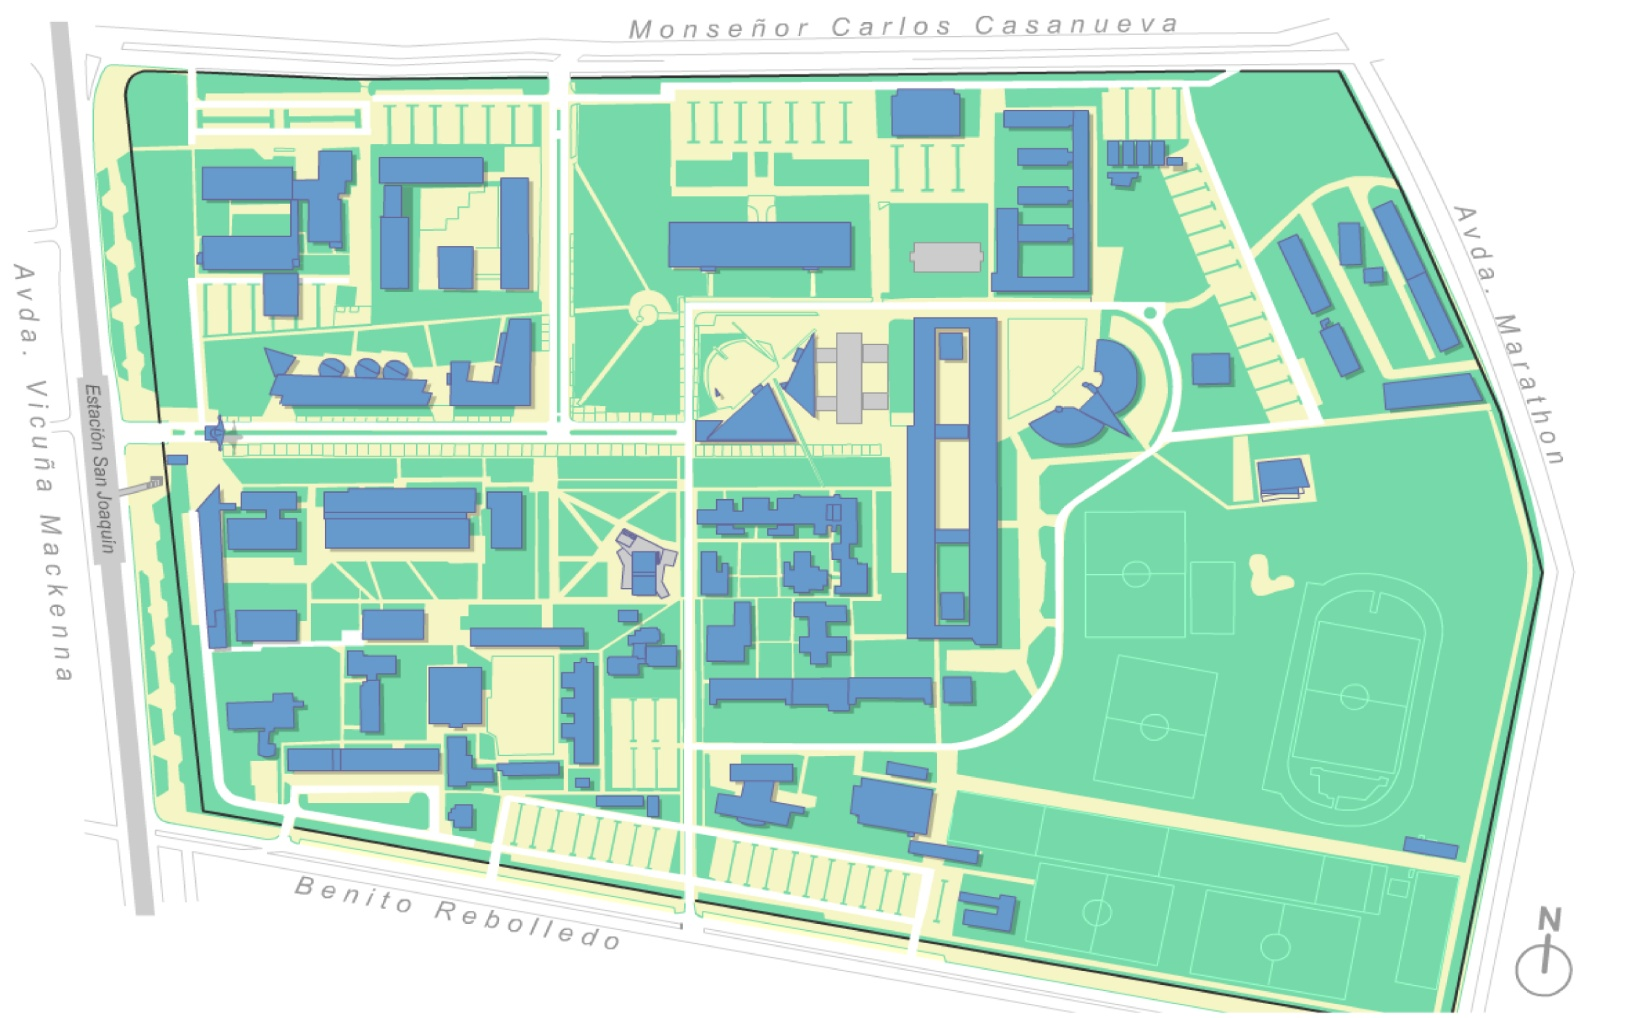 Monseñor Carlos Casanueva
Avda. Vicuña Mackenna
Estación San Joaquín
Avda. Marathon
Benito Rebolledo
N